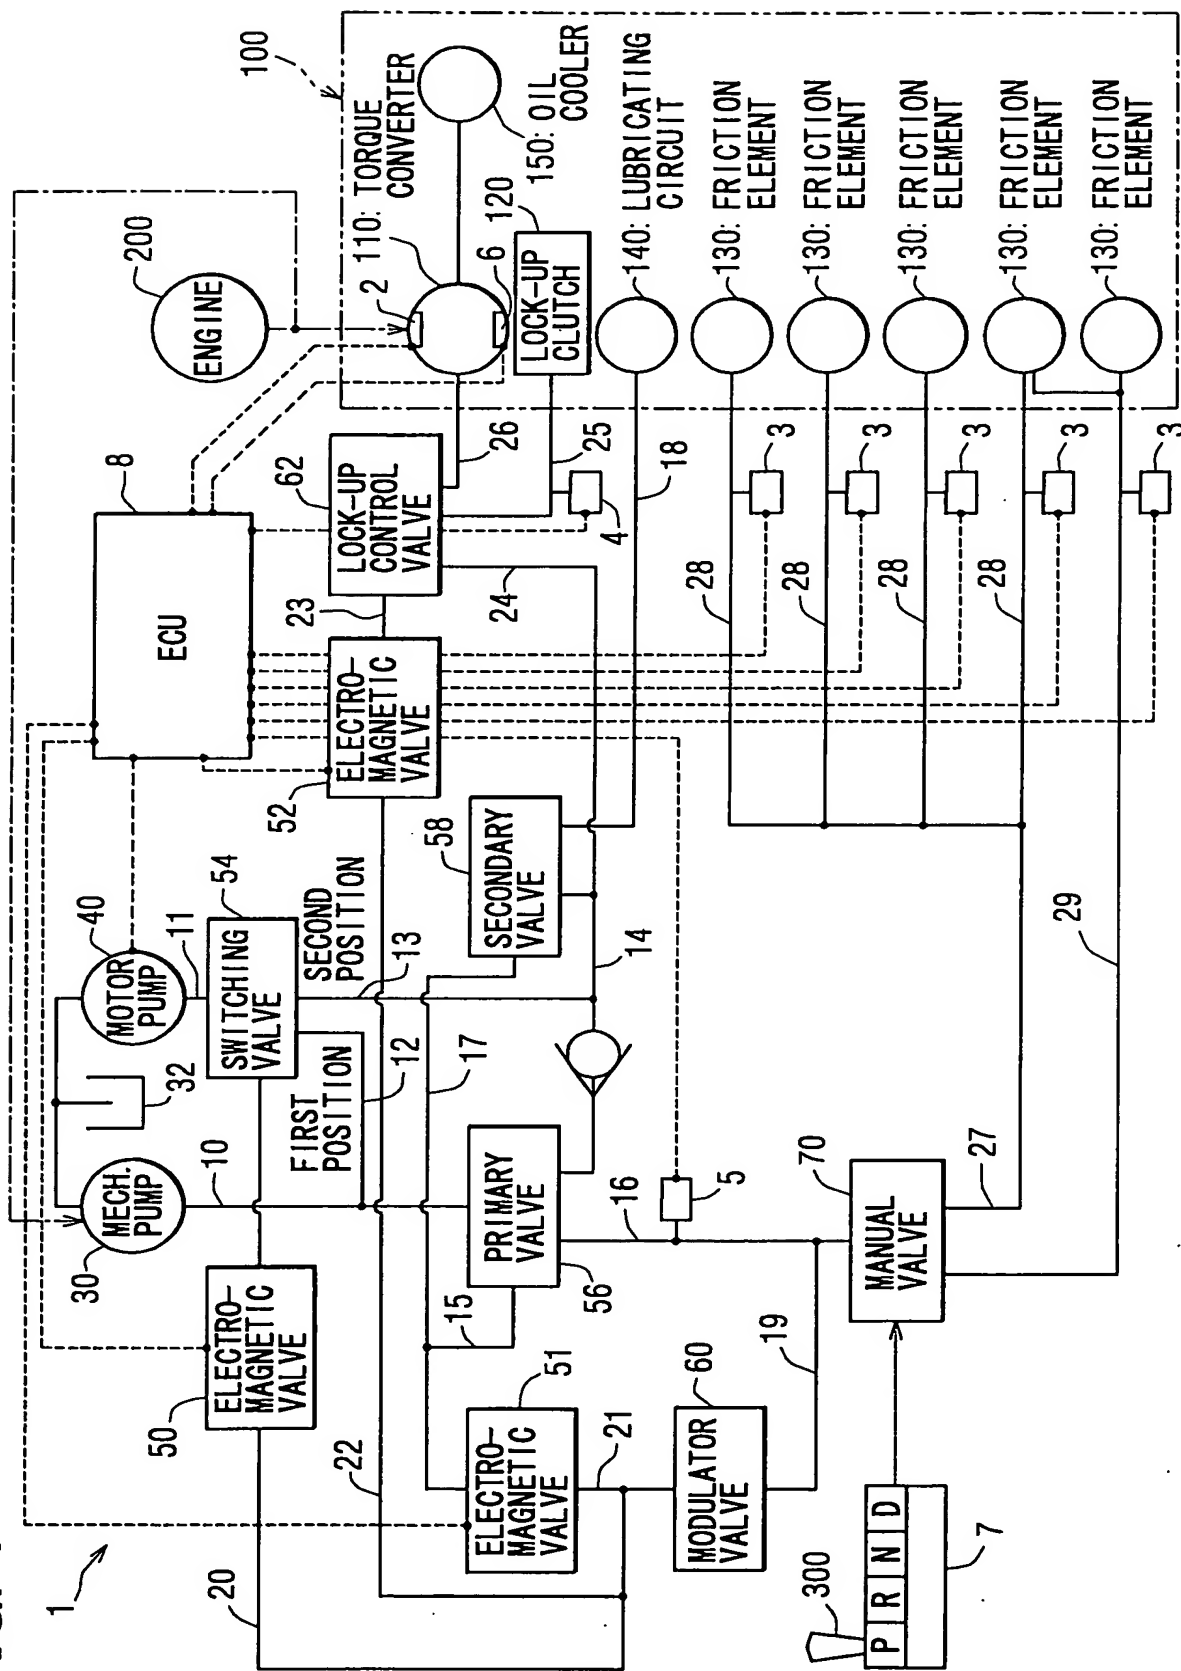 1
200
ENGINE
100
8
ECU
40
MOTOR
PUMP
11
32
30
MECH.
PUMP
10
54
SWITCHING
VALVE
50
ELECTRO-
MAGNETIC
VALVE
20
FIRST
POSITION
SECOND
POSITION
12
13
22
52
ELECTRO-
MAGNETIC
VALVE
23
62
LOCK-UP
CONTROL
VALVE
110: TORQUE
CONVERTER
2
6
26
150: OIL
COOLER
120
LOCK-UP
CLUTCH
25
4
24
18
17
58
SECONDARY
VALVE
14
15
PRIMARY
VALVE
56
51
ELECTRO-
MAGNETIC
VALVE
21
16
5
60
MODULATOR
VALVE
19
140: LUBRICATING
CIRCUIT
130: FRICTION
ELEMENT
3
28
130: FRICTION
ELEMENT
3
28
130: FRICTION
ELEMENT
3
28
130: FRICTION
ELEMENT
3
28
130: FRICTION
ELEMENT
3
29
70
MANUAL
VALVE
27
300
P R N D
7